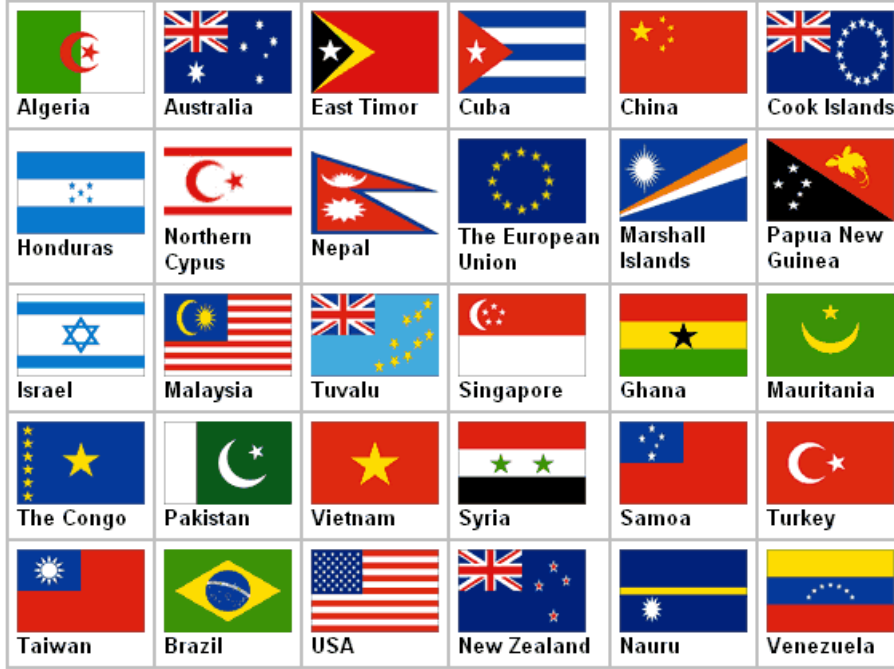 Algeria
Australia
East Timor
Cuba
China
Cook Islands
Honduras
Northern
Cypus
Nepal
The European
Union
Marshall
Islands
Papua New
Guinea
Israel
Malaysia
Tuvalu
Singapore
Ghana
Mauritania
The Congo
Pakistan
Vietnam
Syria
Samoa
Turkey
Taiwan
Brazil
USA
New Zealand
Nauru
Venezuela